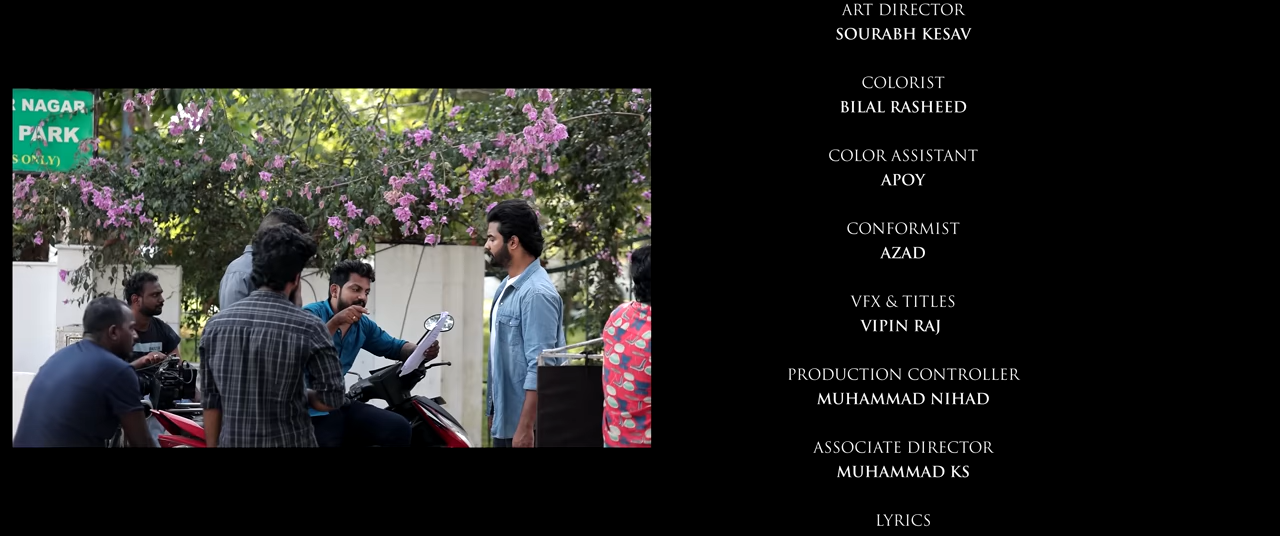 R NAGAR
PARK
S ONLY)
ART DIRECTOR
SOURABH KESAV
COLORIST
BILAL RASHEED
COLOR ASSISTANT
APOY
CONFORMIST
AZAD
VFX & TITLES
VIPIN RAJ
PRODUCTION CONTROLLER
MUHAMMAD NIHAD
ASSOCIATE DIRECTOR
MUHAMMAD KS
LYRICS